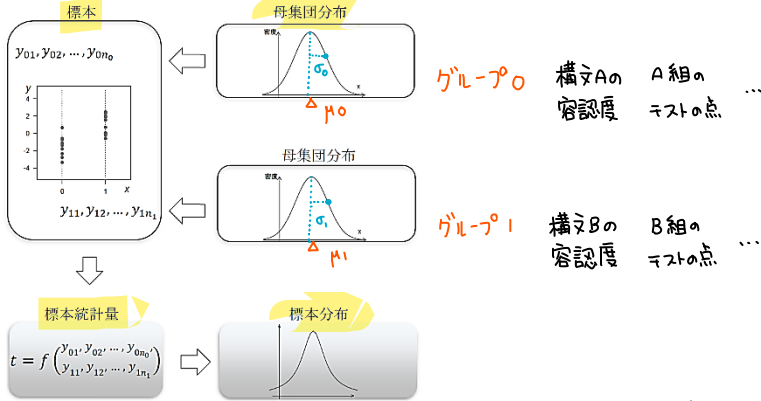 標本
母集団分布
y₀₁, y₀₂, …, y₀ₙ₀
密度
σ₀
x
μ0
グループ0
構文Aの
容認度
A組の
テストの点
…
y
4
2
0
-2
-4
0
1
x
y₁₁, y₁₂, …, y₁ₙ₁
母集団分布
密度
σ₁
x
μ1
グループ1
構文Bの
容認度
B組の
テストの点
…
標本統計量
t = f(y₀₁, y₀₂, …, y₀ₙ₀,
y₁₁, y₁₂, …, y₁ₙ₁)
標本分布